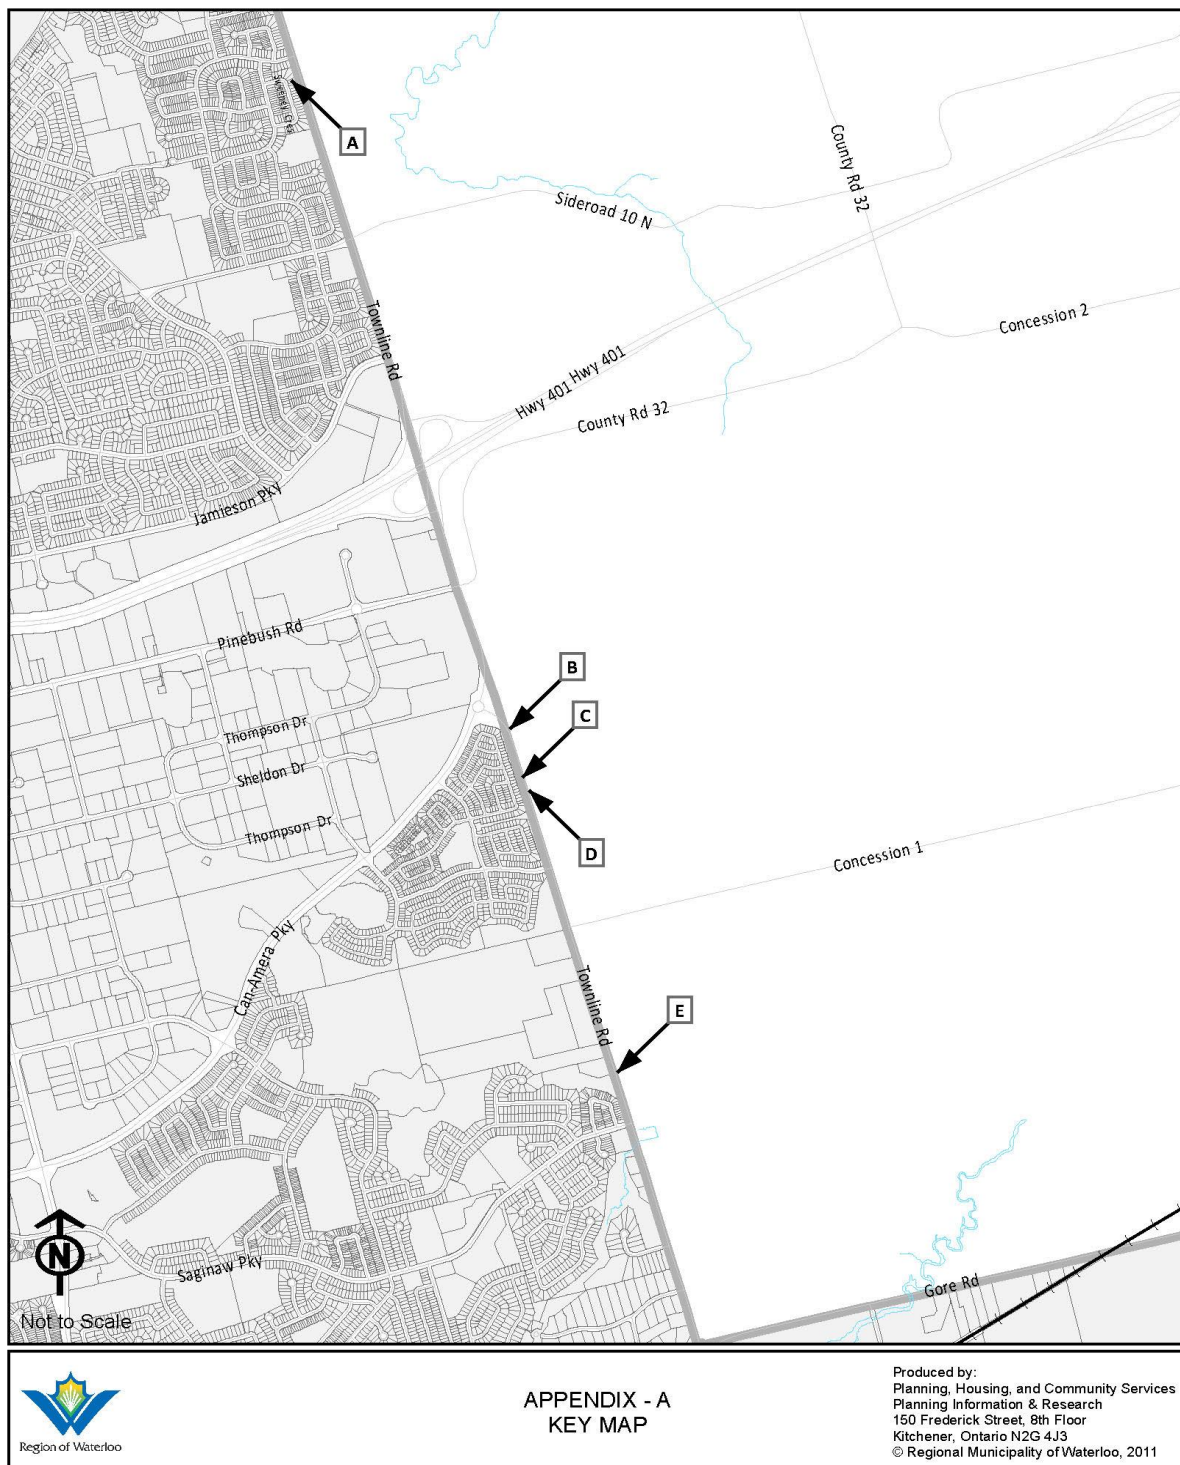 Sweeney Cres
A
County Rd 32
Sideroad 10 N
Townline Rd
Concession 2
Hwy 401
Hwy 401
County Rd 32
Jamieson Pky
Pinebush Rd
B
C
Thompson Dr
Sheldon Dr
Thompson Dr
D
Concession 1
Can-Amera Pky
Townline Rd
E
N
Saginaw Pky
Gore Rd
Not to Scale
Region of Waterloo
APPENDIX - A
KEY MAP
Produced by:
Planning, Housing, and Community Services
Planning Information & Research
150 Frederick Street, 8th Floor
Kitchener, Ontario N2G 4J3
© Regional Municipality of Waterloo, 2011